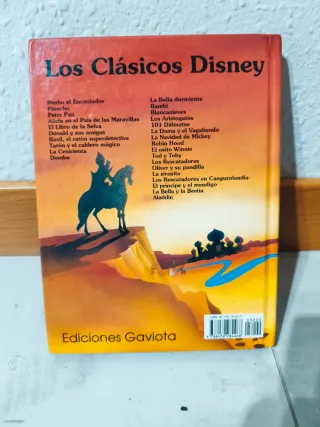 Los Clásicos Disney
Merlín el Encantador
Pinocho
Peter Pan
Alicia en el País de las Maravillas
El Libro de la Selva
Donald y sus amigos
Basil, el ratón superdetective
Tarón y el caldero mágico
La Cenicienta
Dumbo
La Bella durmiente
Bambi
Blancanieves
Los Aristogatos
101 Dálmatas
La Dama y el Vagabundo
La Navidad de Mickey
Robin Hood
El osito Winnie
Tod y Toby
Los Rescatadores
Oliver y su pandilla
La sirenita
Los Rescatadores en Cangurolandia
El príncipe y el mendigo
La Bella y la Bestia
Aladdin
Ediciones Gaviota